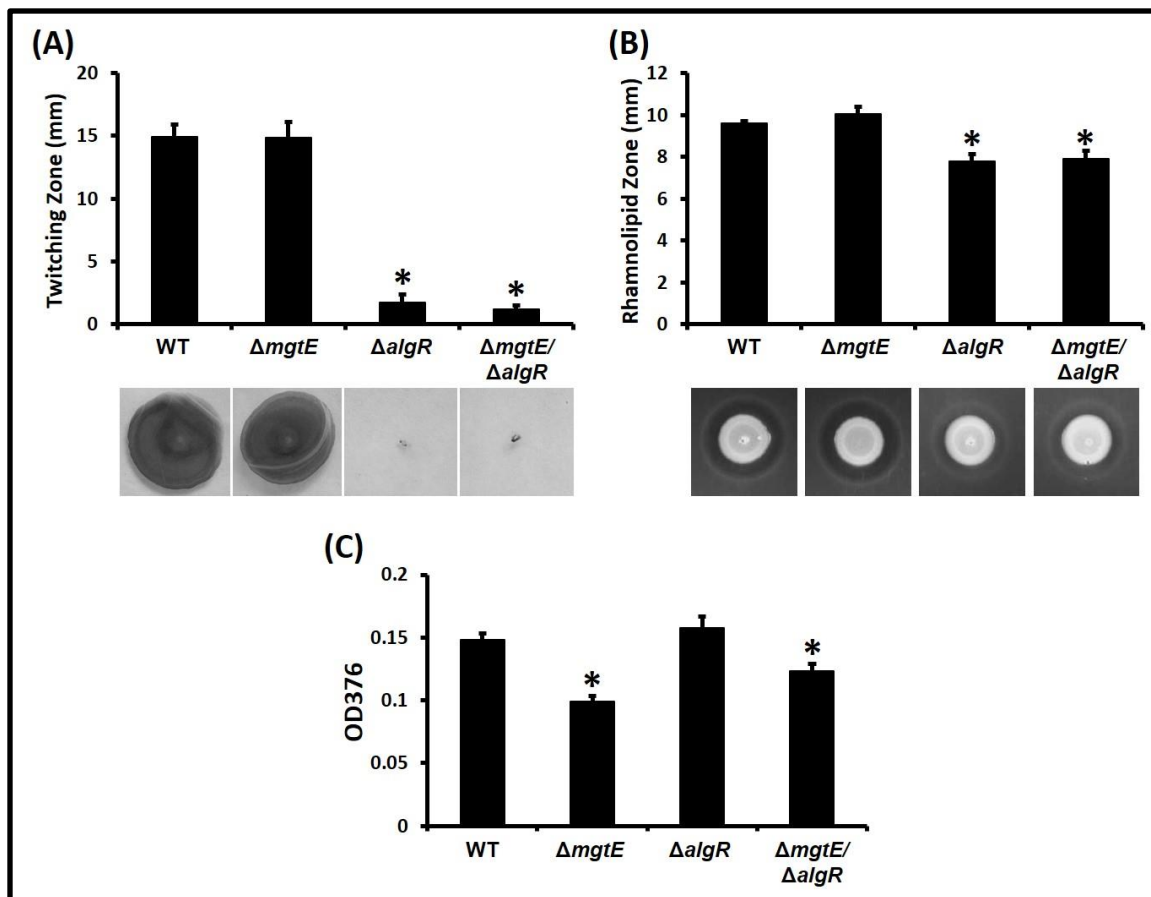 (A)
20
15
10
5
0
Twitching Zone (mm)
*
*
WT
ΔmgtE
ΔalgR
ΔmgtE/
ΔalgR
(B)
12
10
8
6
4
2
0
Rhamnolipid Zone (mm)
*
*
WT
ΔmgtE
ΔalgR
ΔmgtE/
ΔalgR
(C)
0.2
0.15
0.1
0.05
0
OD376
*
*
WT
ΔmgtE
ΔalgR
ΔmgtE/
ΔalgR